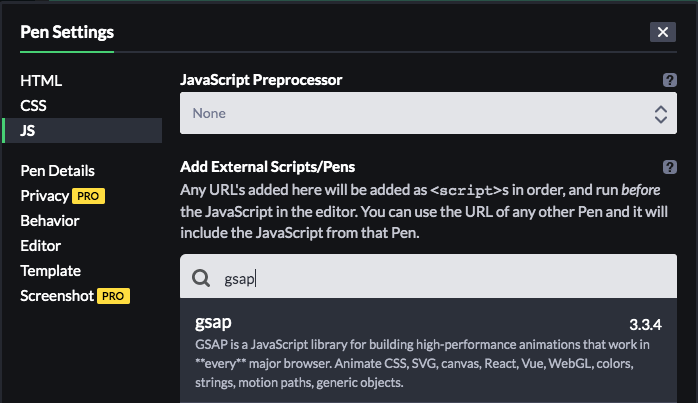 Pen Settings
HTML
CSS
JS
Pen Details
Privacy PRO
Behavior
Editor
Template
Screenshot PRO
JavaScript Preprocessor ?
None
Add External Scripts/Pens ?
Any URL's added here will be added as <script>s in order, and run before
the JavaScript in the editor. You can use the URL of any other Pen and it will
include the JavaScript from that Pen.
gsap
gsap 3.3.4
GSAP is a JavaScript library for building high-performance animations that work in
**every** major browser. Animate CSS, SVG, canvas, React, Vue, WebGL, colors,
strings, motion paths, generic objects.